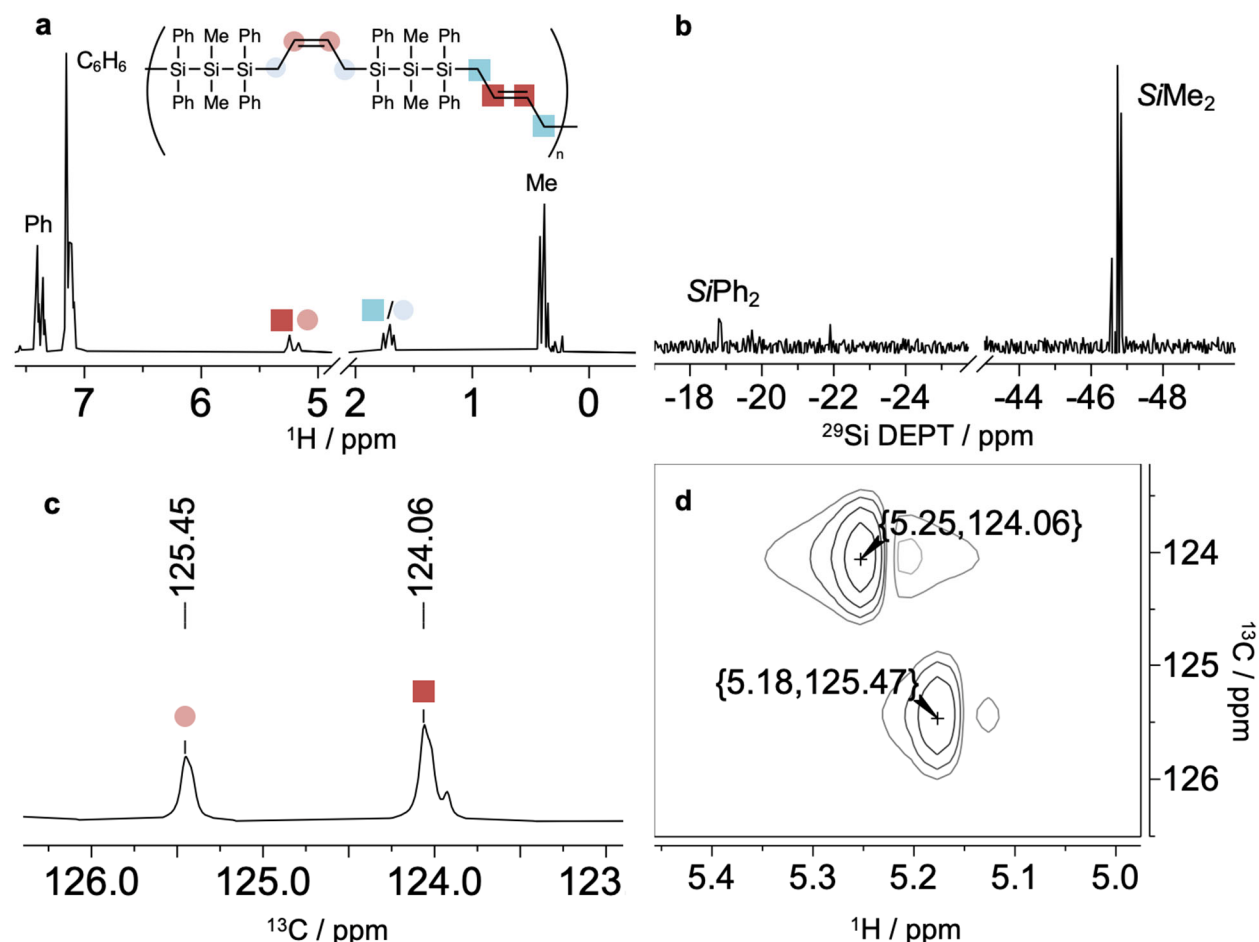 a
Ph Me Ph Ph Me Ph
C₆H₆
Si Si Si Si Si Si
Ph Me Ph Ph Me Ph
n
Ph
Me
/
7 6 5 2 1 0
¹H / ppm
b
SiMe₂
SiPh₂
-18 -20 -22 -24 -44 -46 -48
²⁹Si DEPT / ppm
c
125.45
124.06
126.0 125.0 124.0 123
¹³C / ppm
d
{5.25,124.06}
{5.18,125.47}
124
125
126
¹³C / ppm
5.4 5.3 5.2 5.1 5.0
¹H / ppm